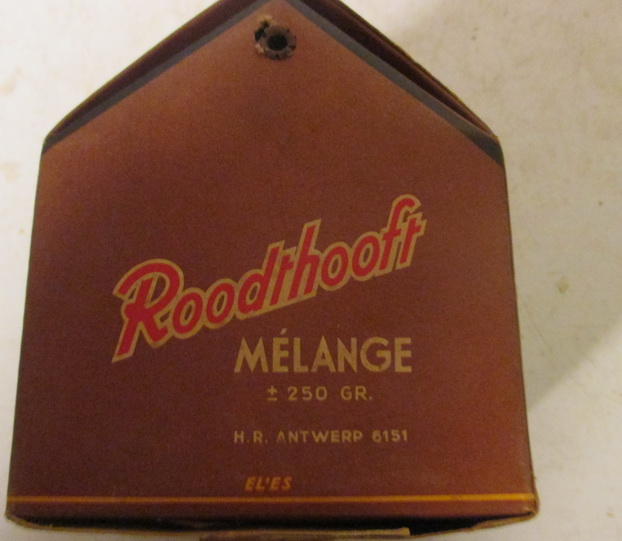 Roodthooft
MÉLANGE
± 250 GR.
H.R. ANTWERP 6151
EL'ES